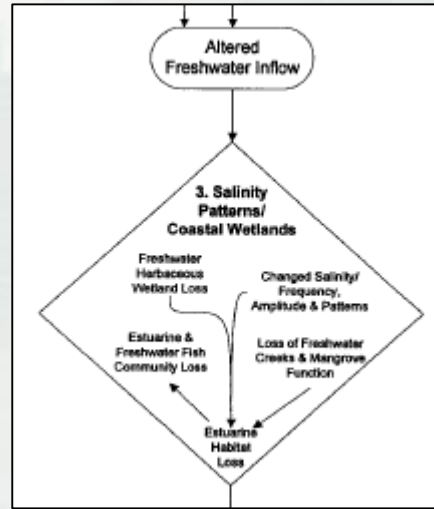 Altered
Freshwater Inflow
3. Salinity
Patterns/
Coastal Wetlands
Freshwater
Herbaceous
Wetland Loss
Changed Salinity/
Frequency,
Amplitude & Patterns
Estuarine &
Freshwater Fish
Community Loss
Loss of Freshwater
Creeks & Mangrove
Function
Estuarine
Habitat
Loss